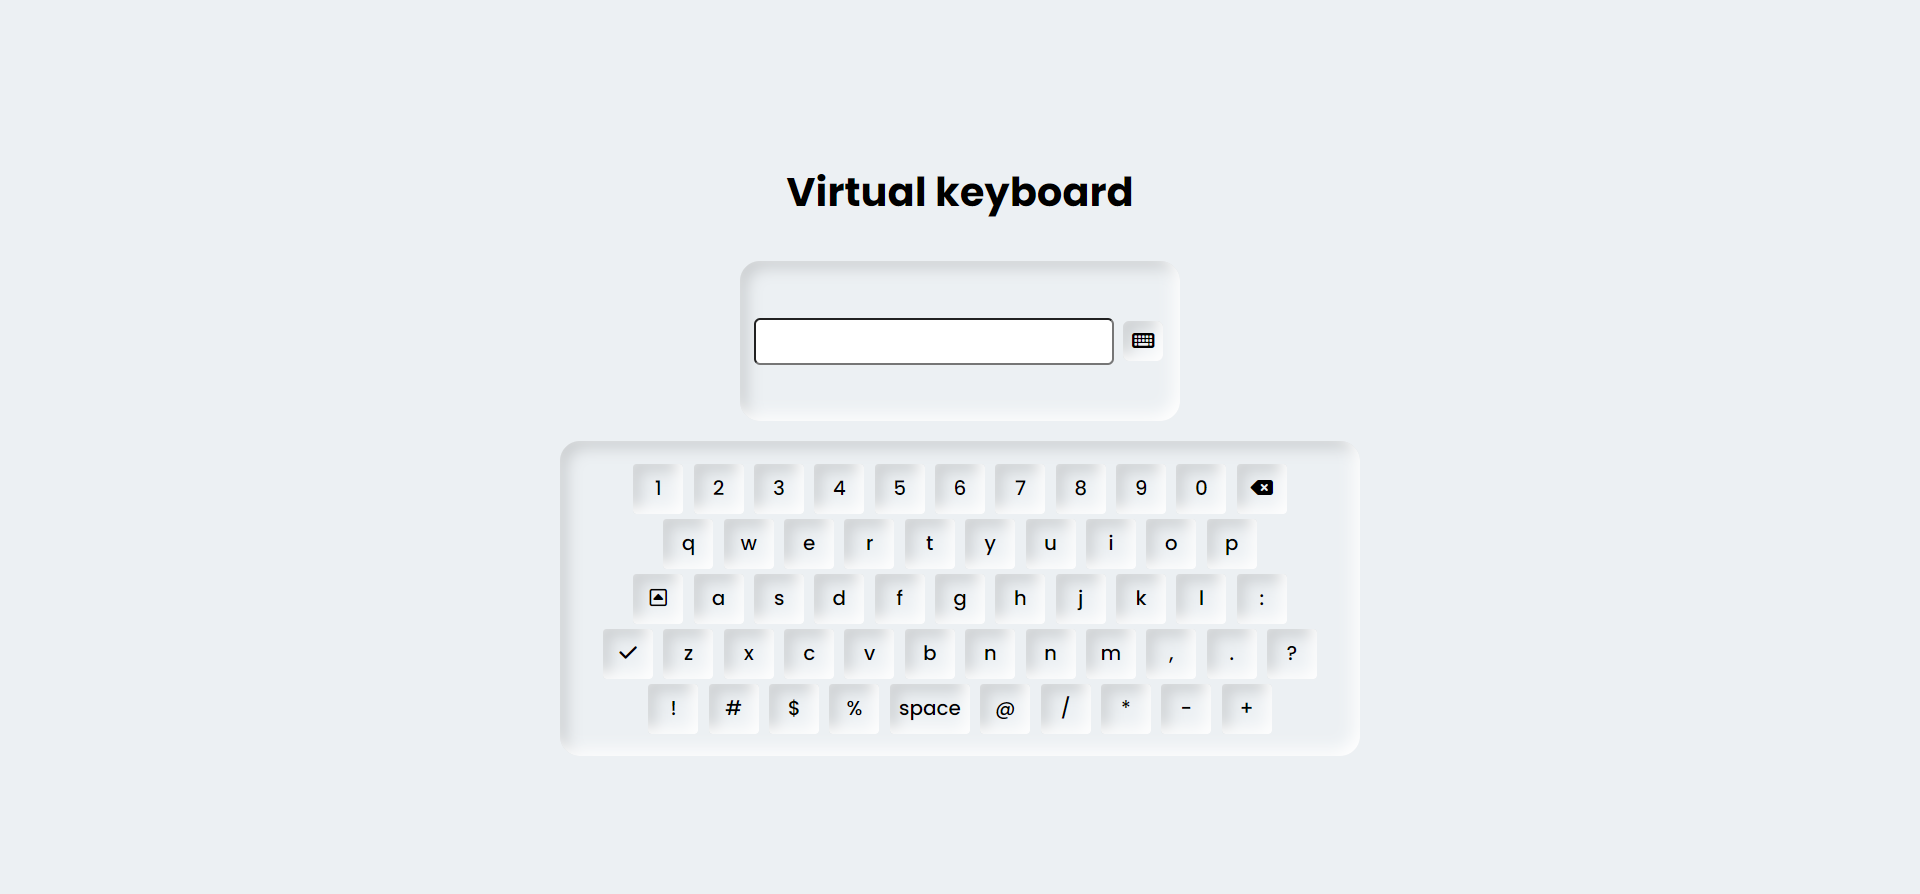 Virtual keyboard
1 2 3 4 5 6 7 8 9 0
q w e r t y u i o p
a s d f g h j k l :
z x c v b n n m , . ?
! # $ % space @ / * - +